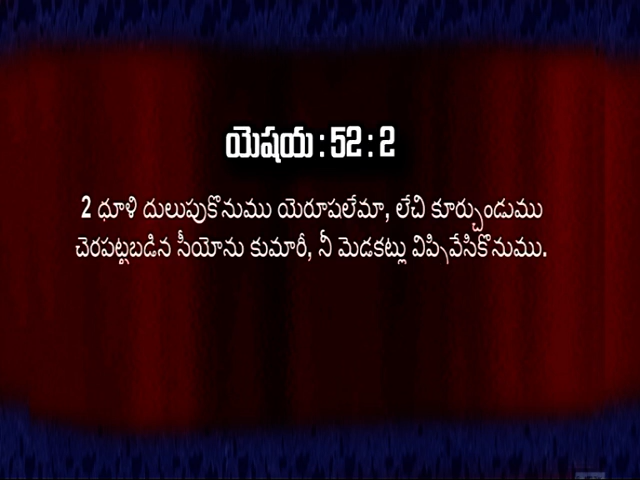 యెషయ : 52 : 2
2 ధూళి దులుపుకొనుము యెరూషలేమా, లేచి కూర్చుండుము
చెరపట్టబడిన సీయోను కుమారీ, నీ మెడకట్లు విప్పివేసికొనుము.